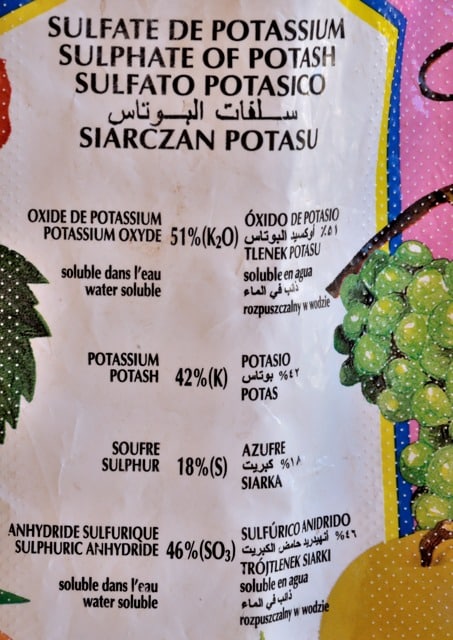 SULFATE DE POTASSIUM
SULPHATE OF POTASH
SULFATO POTASICO
سلفات البوتاس
SIARCZAN POTASU
OXIDE DE POTASSIUM
POTASSIUM OXYDE
51%(K₂O)
ÓXIDO DE POTASIO
٥١٪ أوكسيد البوتاس
TLENEK POTASU
soluble dans l'eau
water soluble
soluble en agua
ذائب في الماء
rozpuszczalny w wodzie
POTASSIUM
POTASH
42%(K)
POTASIO
٤٢٪ بوتاس
POTAS
SOUFRE
SULPHUR
18%(S)
AZUFRE
١٨٪ كبريت
SIARKA
ANHYDRIDE SULFURIQUE
SULPHURIC ANHYDRIDE
46%(SO₃)
SULFÚRICO ANIDRIDO
٤٦٪ أنهيدريد حامض الكبريت
TRÓJTLENEK SIARKI
soluble dans l'eau
water soluble
soluble en agua
ذائب في الماء
rozpuszczalny w wodzie